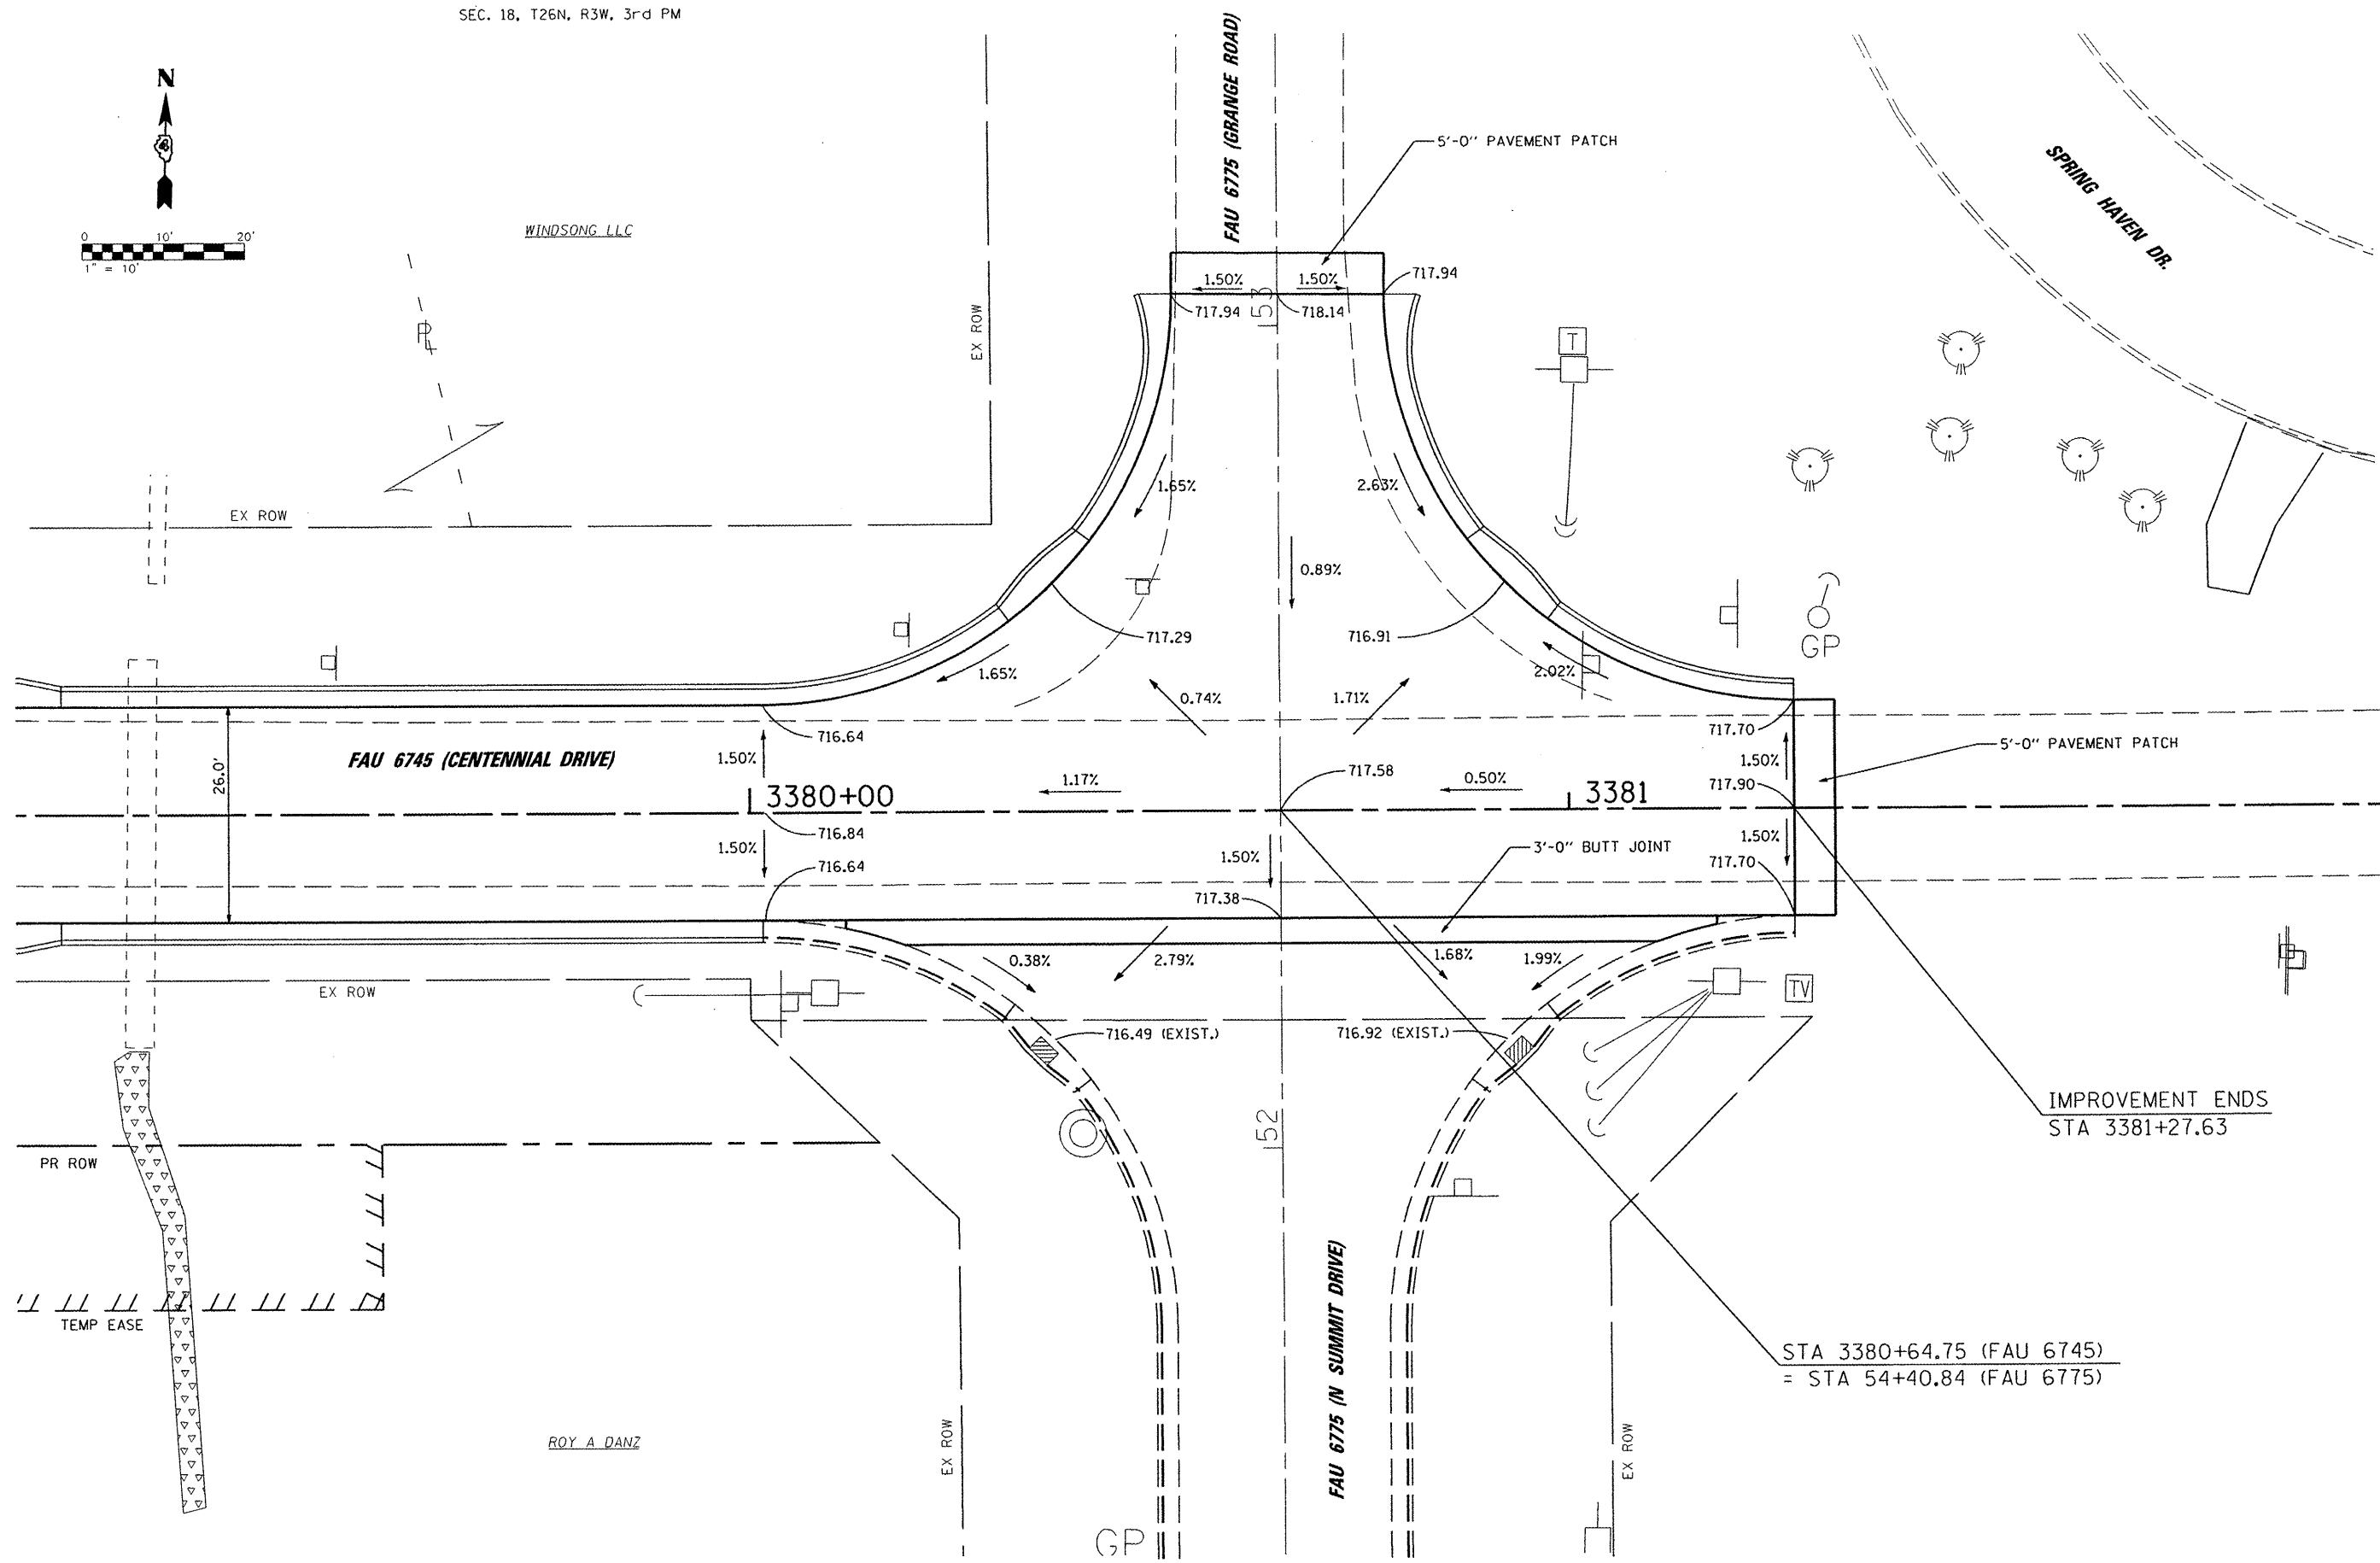 SEC. 18, T26N, R3W, 3rd PM
N
0 10' 20'
1" = 10'
WINDSONG LLC
PL
EX ROW
EX ROW
FAU 6775 (GRANGE ROAD)
5'-0" PAVEMENT PATCH
SPRING HAVEN DR.
1.50%
1.50%
717.94
717.94
718.14
53
T
1.65%
2.63%
0.89%
717.29
716.91
GP
1.65%
2.02%
0.74%
1.71%
716.64
717.70
FAU 6745 (CENTENNIAL DRIVE)
1.50%
5'-0" PAVEMENT PATCH
26.0'
1.50%
717.58
1.17%
0.50%
717.90
3380+00
3381
716.84
1.50%
1.50%
1.50%
3'-0" BUTT JOINT
716.64
717.70
717.38
0.38%
2.79%
1.68%
1.99%
EX ROW
TV
716.49 (EXIST.)
716.92 (EXIST.)
IMPROVEMENT ENDS
STA 3381+27.63
52
PR ROW
TEMP EASE
FAU 6775 (N SUMMIT DRIVE)
STA 3380+64.75 (FAU 6745)
= STA 54+40.84 (FAU 6775)
ROY A DANZ
EX ROW
EX ROW
GP